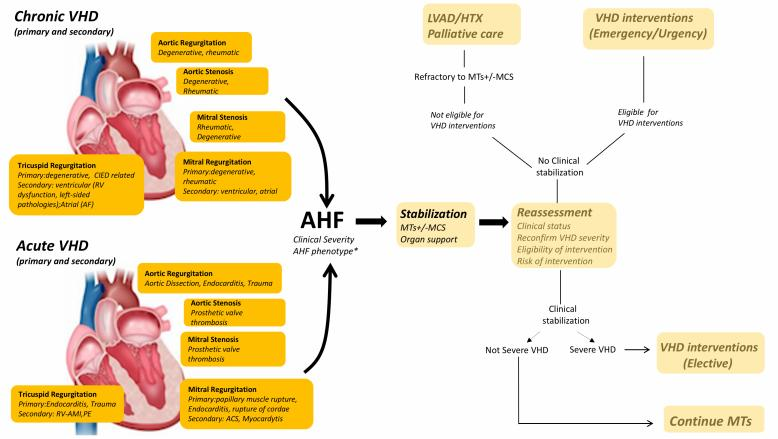 Chronic VHD
(primary and secondary)
Aortic Regurgitation
Degenerative, rheumatic
Aortic Stenosis
Degenerative,
Rheumatic
Mitral Stenosis
Rheumatic,
Degenerative
Mitral Regurgitation
Primary:degenerative,
rheumatic
Secondary: ventricular, atrial
Tricuspid Regurgitation
Primary:degenerative, CIED related
Secondary: ventricular (RV
dysfunction, left-sided
pathologies);Atrial (AF)
Acute VHD
(primary and secondary)
Aortic Regurgitation
Aortic Dissection, Endocarditis, Trauma
Aortic Stenosis
Prosthetic valve
thrombosis
Mitral Stenosis
Prosthetic valve
thrombosis
Mitral Regurgitation
Primary:papillary muscle rupture,
Endocarditis, rupture of cordae
Secondary: ACS, Myocardytis
Tricuspid Regurgitation
Primary:Endocarditis, Trauma
Secondary: RV-AMI,PE
AHF
Clinical Severity
AHF phenotype*
Stabilization
MTs+/-MCS
Organ support
Reassessment
Clinical status
Reconfirm VHD severity
Eligibility of intervention
Risk of intervention
LVAD/HTX
Palliative care
Refractory to MTs+/-MCS
Not eligible for
VHD interventions
VHD interventions
(Emergency/Urgency)
Eligible for
VHD interventions
No Clinical
stabilization
Clinical
stabilization
Not Severe VHD
Severe VHD
VHD interventions
(Elective)
Continue MTs